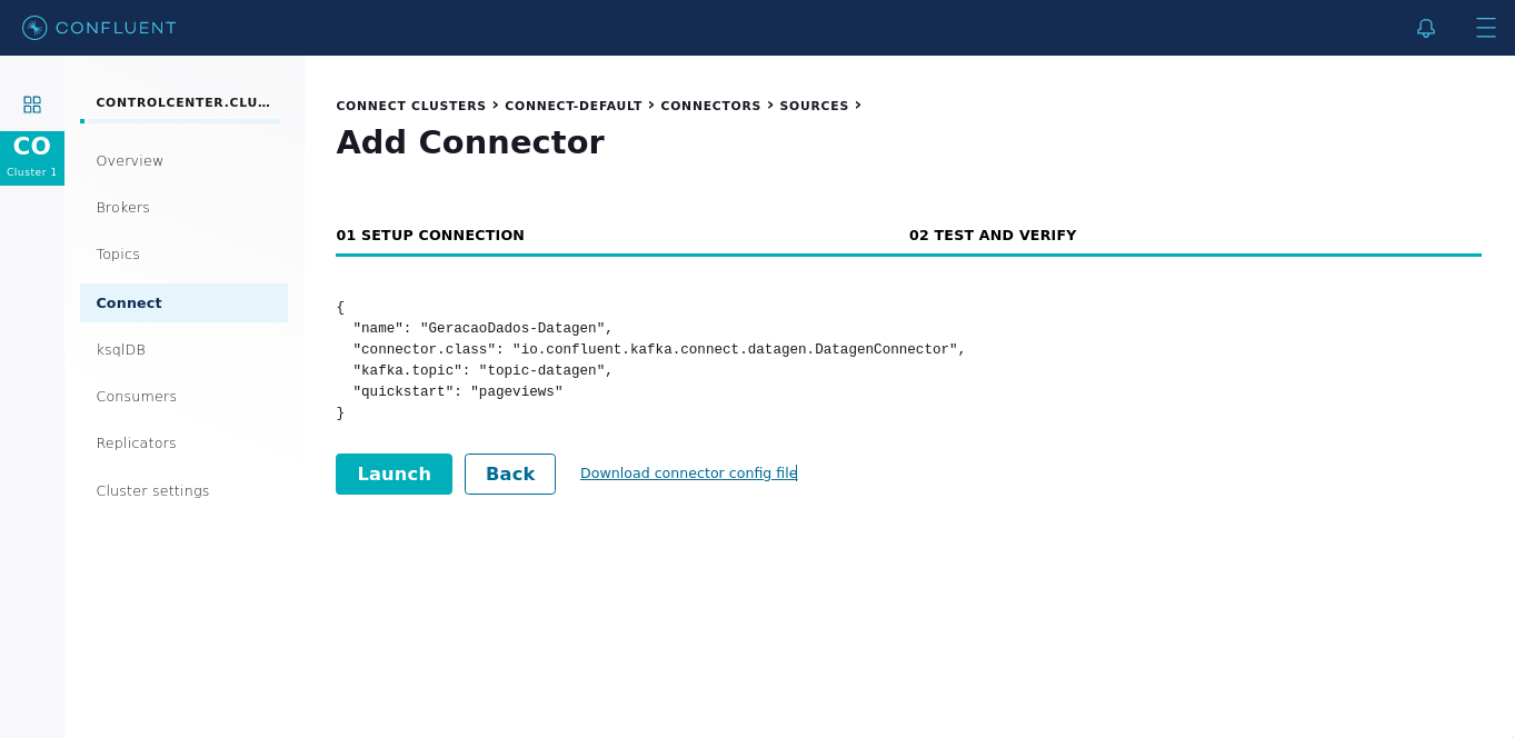 CONFLUENT
CO
Cluster 1
CONTROLCENTER.CLU...
Overview
Brokers
Topics
Connect
ksqlDB
Consumers
Replicators
Cluster settings
CONNECT CLUSTERS › CONNECT-DEFAULT › CONNECTORS › SOURCES ›
Add Connector
01 SETUP CONNECTION
02 TEST AND VERIFY
{
  "name": "GeracaoDados-Datagen",
  "connector.class": "io.confluent.kafka.connect.datagen.DatagenConnector",
  "kafka.topic": "topic-datagen",
  "quickstart": "pageviews"
}
Launch
Back
Download connector config file